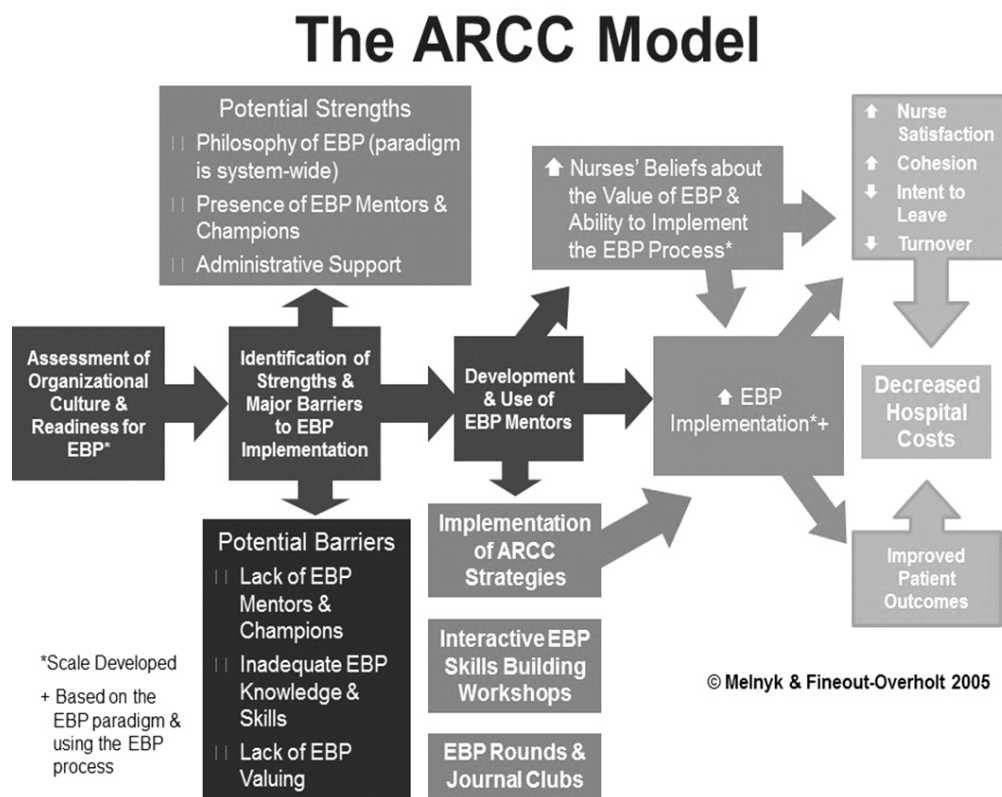 The ARCC Model
Potential Strengths
Philosophy of EBP (paradigm
is system-wide)
Presence of EBP Mentors &
Champions
Administrative Support
Nurses' Beliefs about
the Value of EBP &
Ability to Implement
the EBP Process*
Nurse
Satisfaction
Cohesion
Intent to
Leave
Turnover
Assessment of
Organizational
Culture &
Readiness for
EBP*
Identification of
Strengths &
Major Barriers
to EBP
Implementation
Development
& Use of
EBP Mentors
EBP
Implementation*+
Decreased
Hospital
Costs
Potential Barriers
Lack of EBP
Mentors &
Champions
Inadequate EBP
Knowledge &
Skills
Lack of EBP
Valuing
Implementation
of ARCC
Strategies
Interactive EBP
Skills Building
Workshops
EBP Rounds &
Journal Clubs
Improved
Patient
Outcomes
*Scale Developed
+ Based on the
EBP paradigm &
using the EBP
process
© Melnyk & Fineout-Overholt 2005